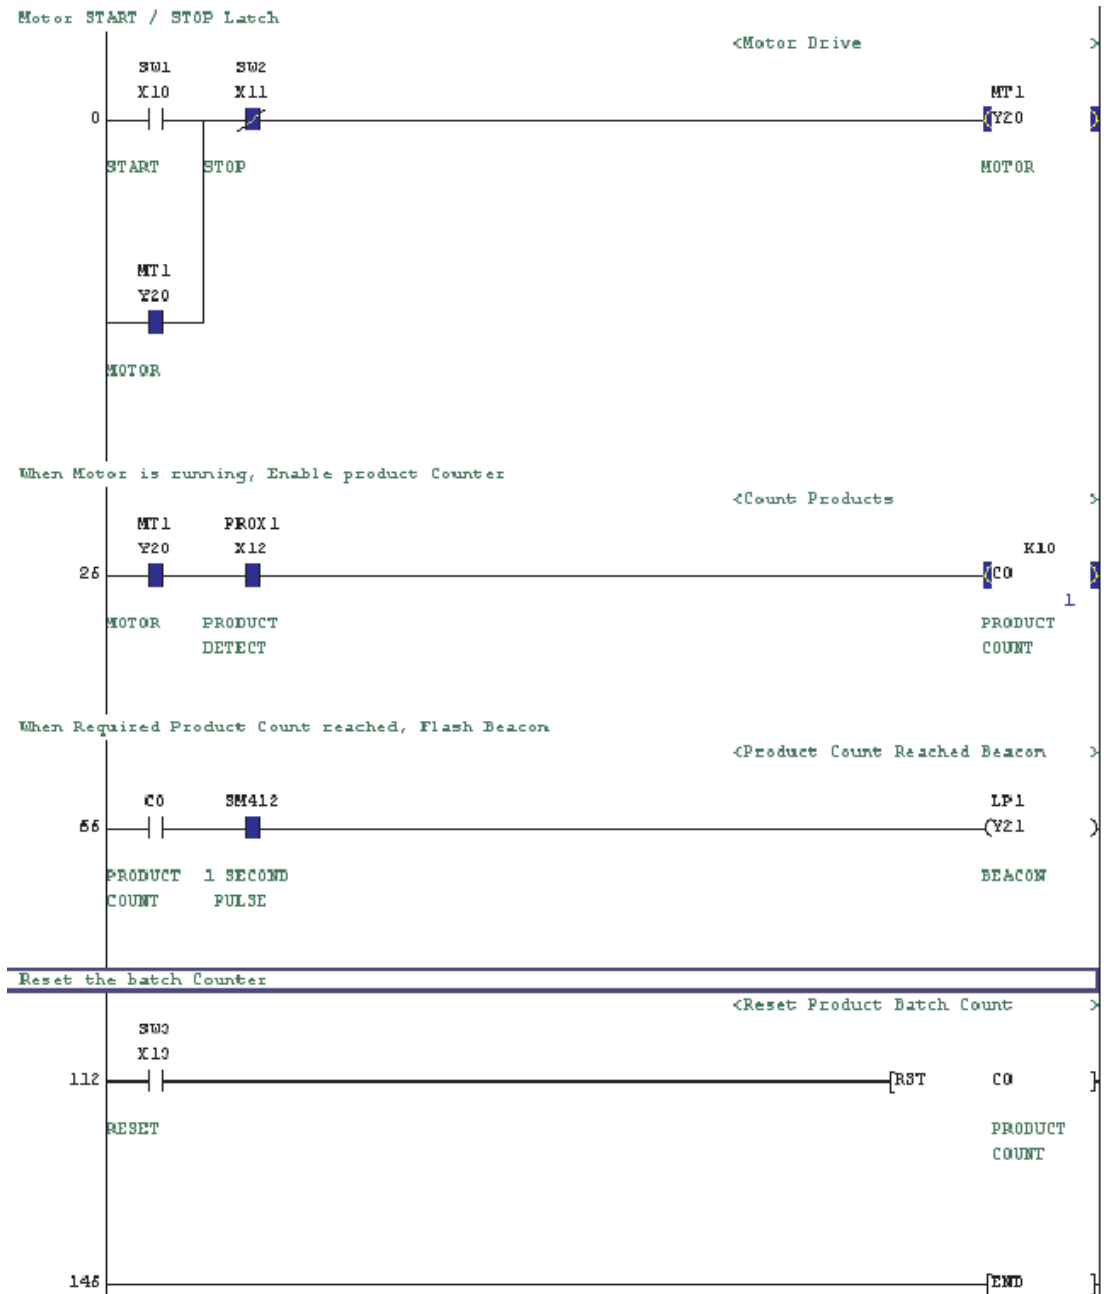 Motor START / STOP Latch
<Motor Drive >
SW1 SW2
X10 X11 MT1
0 (Y20 )
START STOP MOTOR
MT1
Y20
MOTOR
When Motor is running, Enable product Counter
<Count Products >
MT1 PROX1
Y20 X12 K10
26 (C0 )
1
MOTOR PRODUCT PRODUCT
DETECT COUNT
When Required Product Count reached, Flash Beacon
<Product Count Reached Beacon >
C0 SM412 LP1
66 (Y21 )
PRODUCT 1 SECOND BEACON
COUNT PULSE
Reset the batch Counter
<Reset Product Batch Count >
SW3
X13
112 [RST C0 ]
RESET PRODUCT
COUNT
146 [END ]